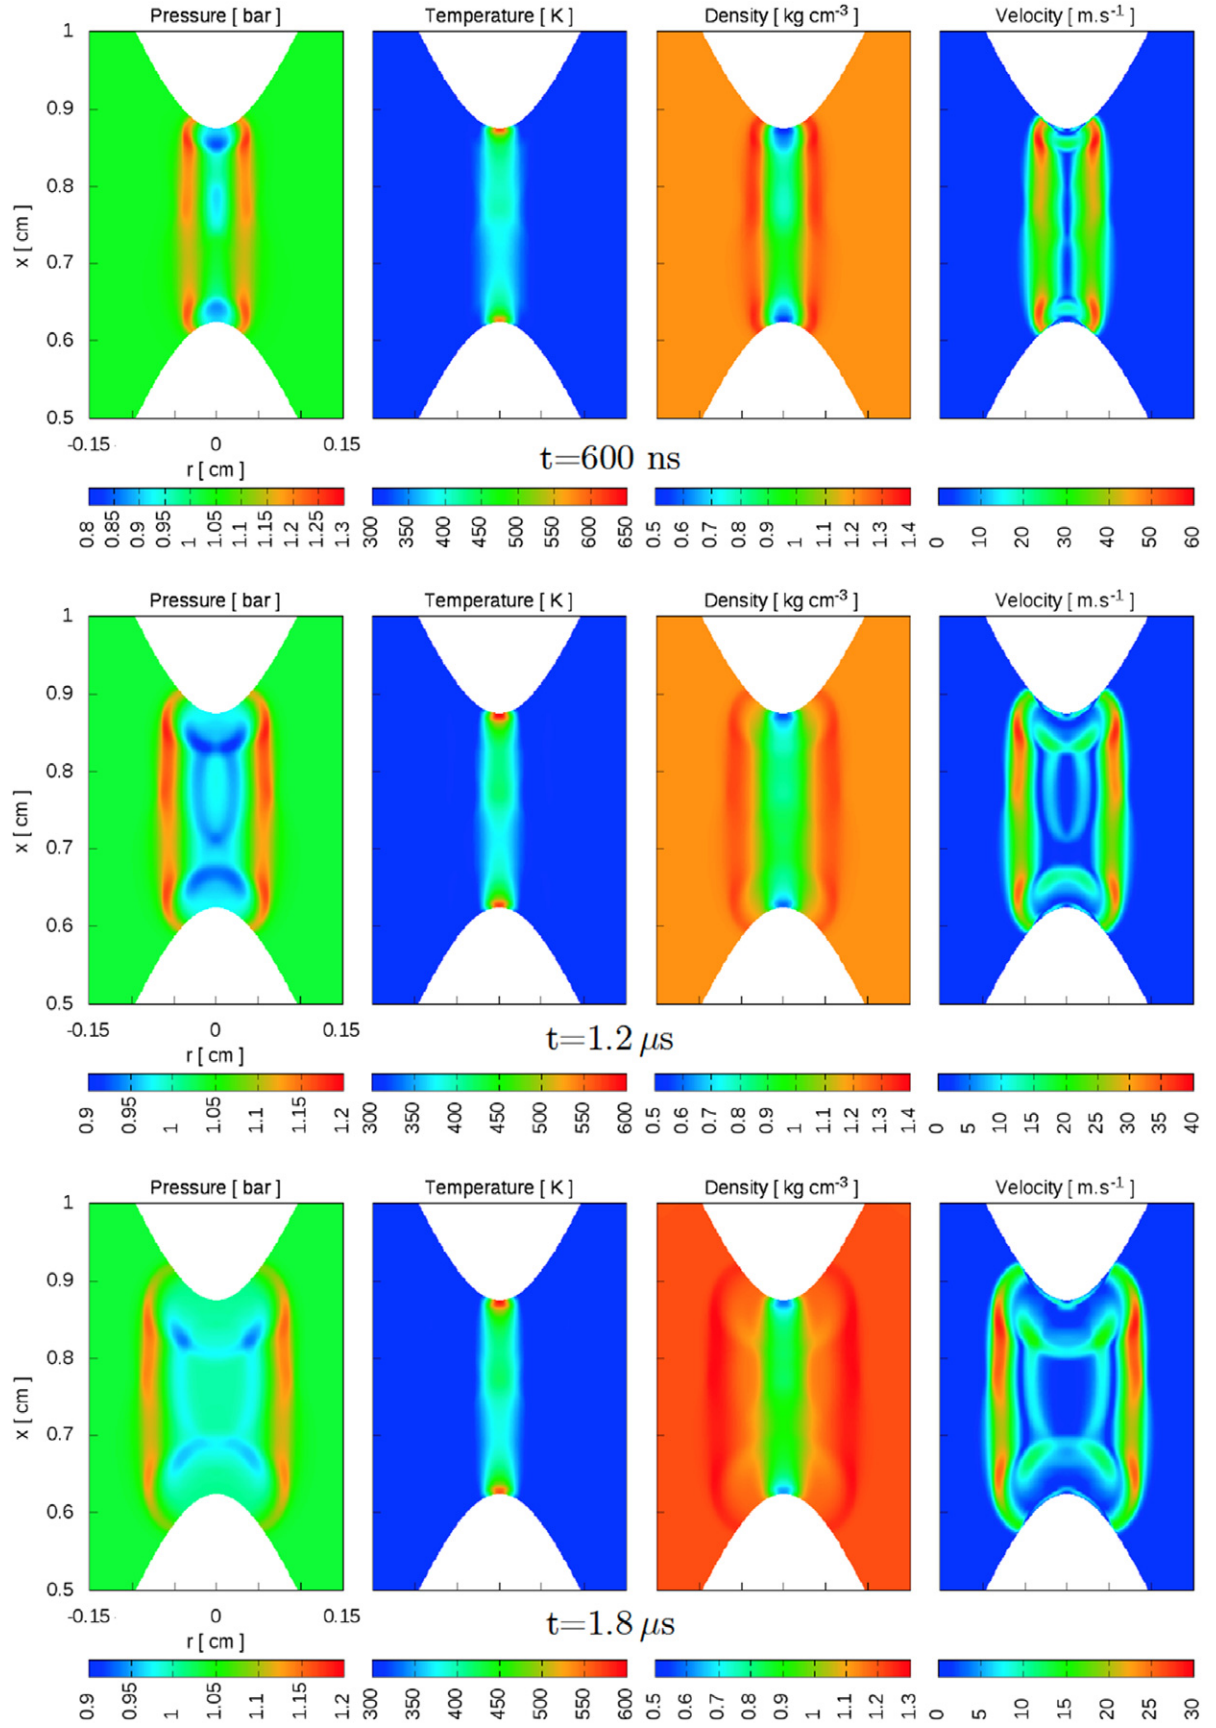 Pressure [ bar ] Temperature [ K ] Density [ kg cm-3 ] Velocity [ m.s-1 ]
1
0.9
0.8
0.7
0.6
0.5
x [ cm ]
-0.15 0 0.15
r [ cm ]
t=600 ns
0.8 0.85 0.9 0.95 1 1.05 1.1 1.15 1.2 1.25 1.3
300 350 400 450 500 550 600 650
0.5 0.6 0.7 0.8 0.9 1 1.1 1.2 1.3 1.4
0 10 20 30 40 50 60
Pressure [ bar ] Temperature [ K ] Density [ kg cm-3 ] Velocity [ m.s-1 ]
1
0.9
0.8
0.7
0.6
0.5
x [ cm ]
-0.15 0 0.15
r [ cm ]
t=1.2 μs
0.9 0.95 1 1.05 1.1 1.15 1.2
300 350 400 450 500 550 600
0.5 0.6 0.7 0.8 0.9 1 1.1 1.2 1.3 1.4
0 5 10 15 20 25 30 35 40
Pressure [ bar ] Temperature [ K ] Density [ kg cm-3 ] Velocity [ m.s-1 ]
1
0.9
0.8
0.7
0.6
0.5
x [ cm ]
-0.15 0 0.15
r [ cm ]
t=1.8 μs
0.9 0.95 1 1.05 1.1 1.15 1.2
300 350 400 450 500 550 600
0.5 0.6 0.7 0.8 0.9 1 1.1 1.2 1.3
0 5 10 15 20 25 30